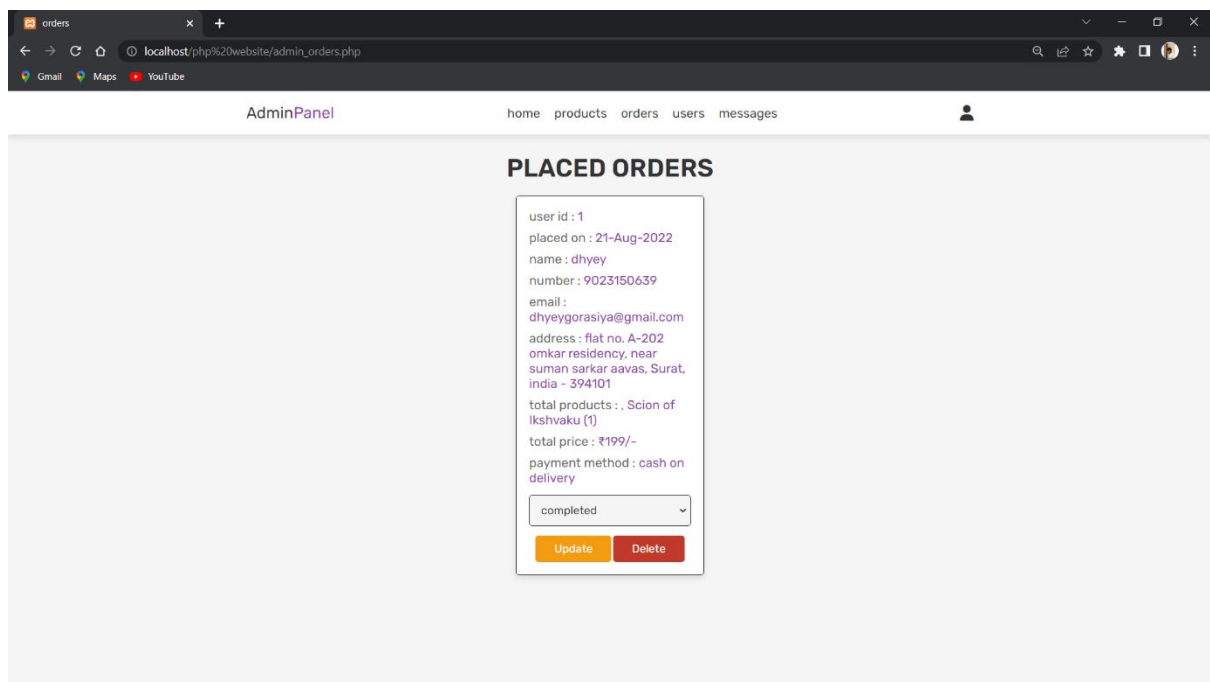 orders
localhost/php%20website/admin_orders.php
Gmail Maps YouTube
AdminPanel
home products orders users messages
PLACED ORDERS
user id : 1
placed on : 21-Aug-2022
name : dhyey
number : 9023150639
email :
dhyeygorasiya@gmail.com
address : flat no. A-202
omkar residency, near
suman sarkar aavas, Surat,
india - 394101
total products : , Scion of
Ikshvaku (1)
total price : ₹199/-
payment method : cash on
delivery
completed
Update Delete